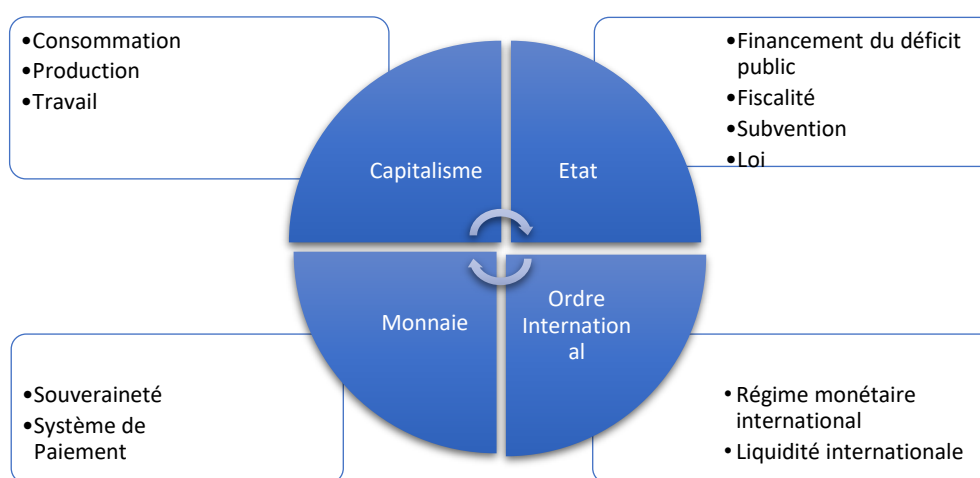 •Consommation
•Production
•Travail
•Financement du déficit
public
•Fiscalité
•Subvention
•Loi
Capitalisme
Etat
Monnaie
Ordre
Internation
al
•Souveraineté
•Système de
Paiement
• Régime monétaire
international
• Liquidité internationale